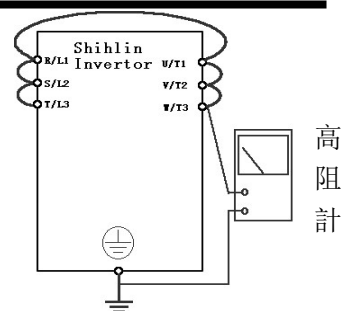 Shihlin
Invertor
R/L1
S/L2
T/L3
U/T1
V/T2
W/T3
高
阻
計